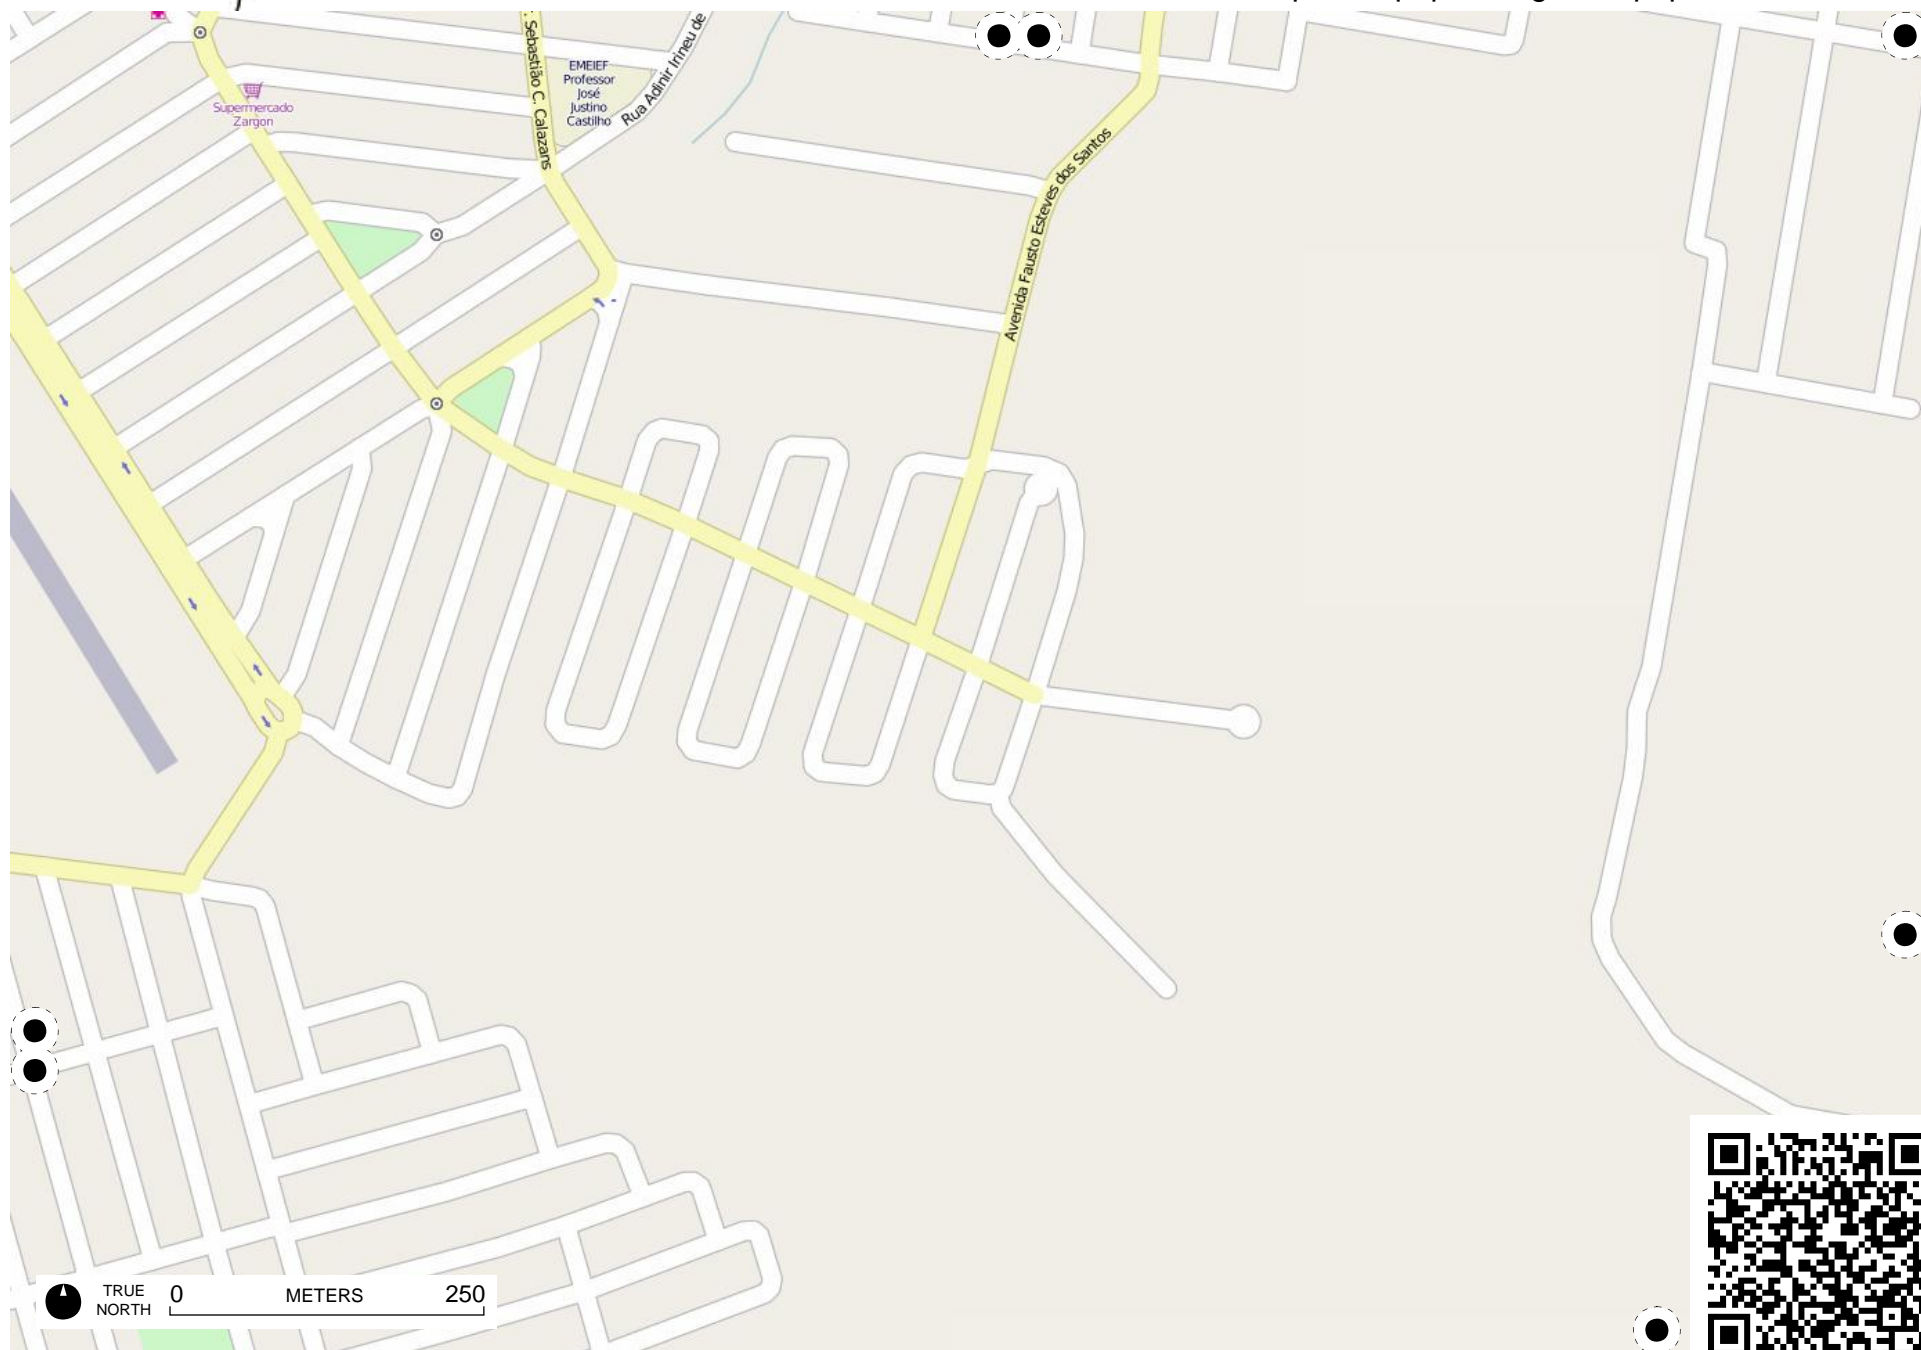 . Sebastião C. Calazans
EMEIEF
Professor
José
Justino
Castilho
Rua Adinir Irineu de
Supermercado
Zargon
Avenida Fausto Esteves dos Santos
TRUE
NORTH
0 METERS 250